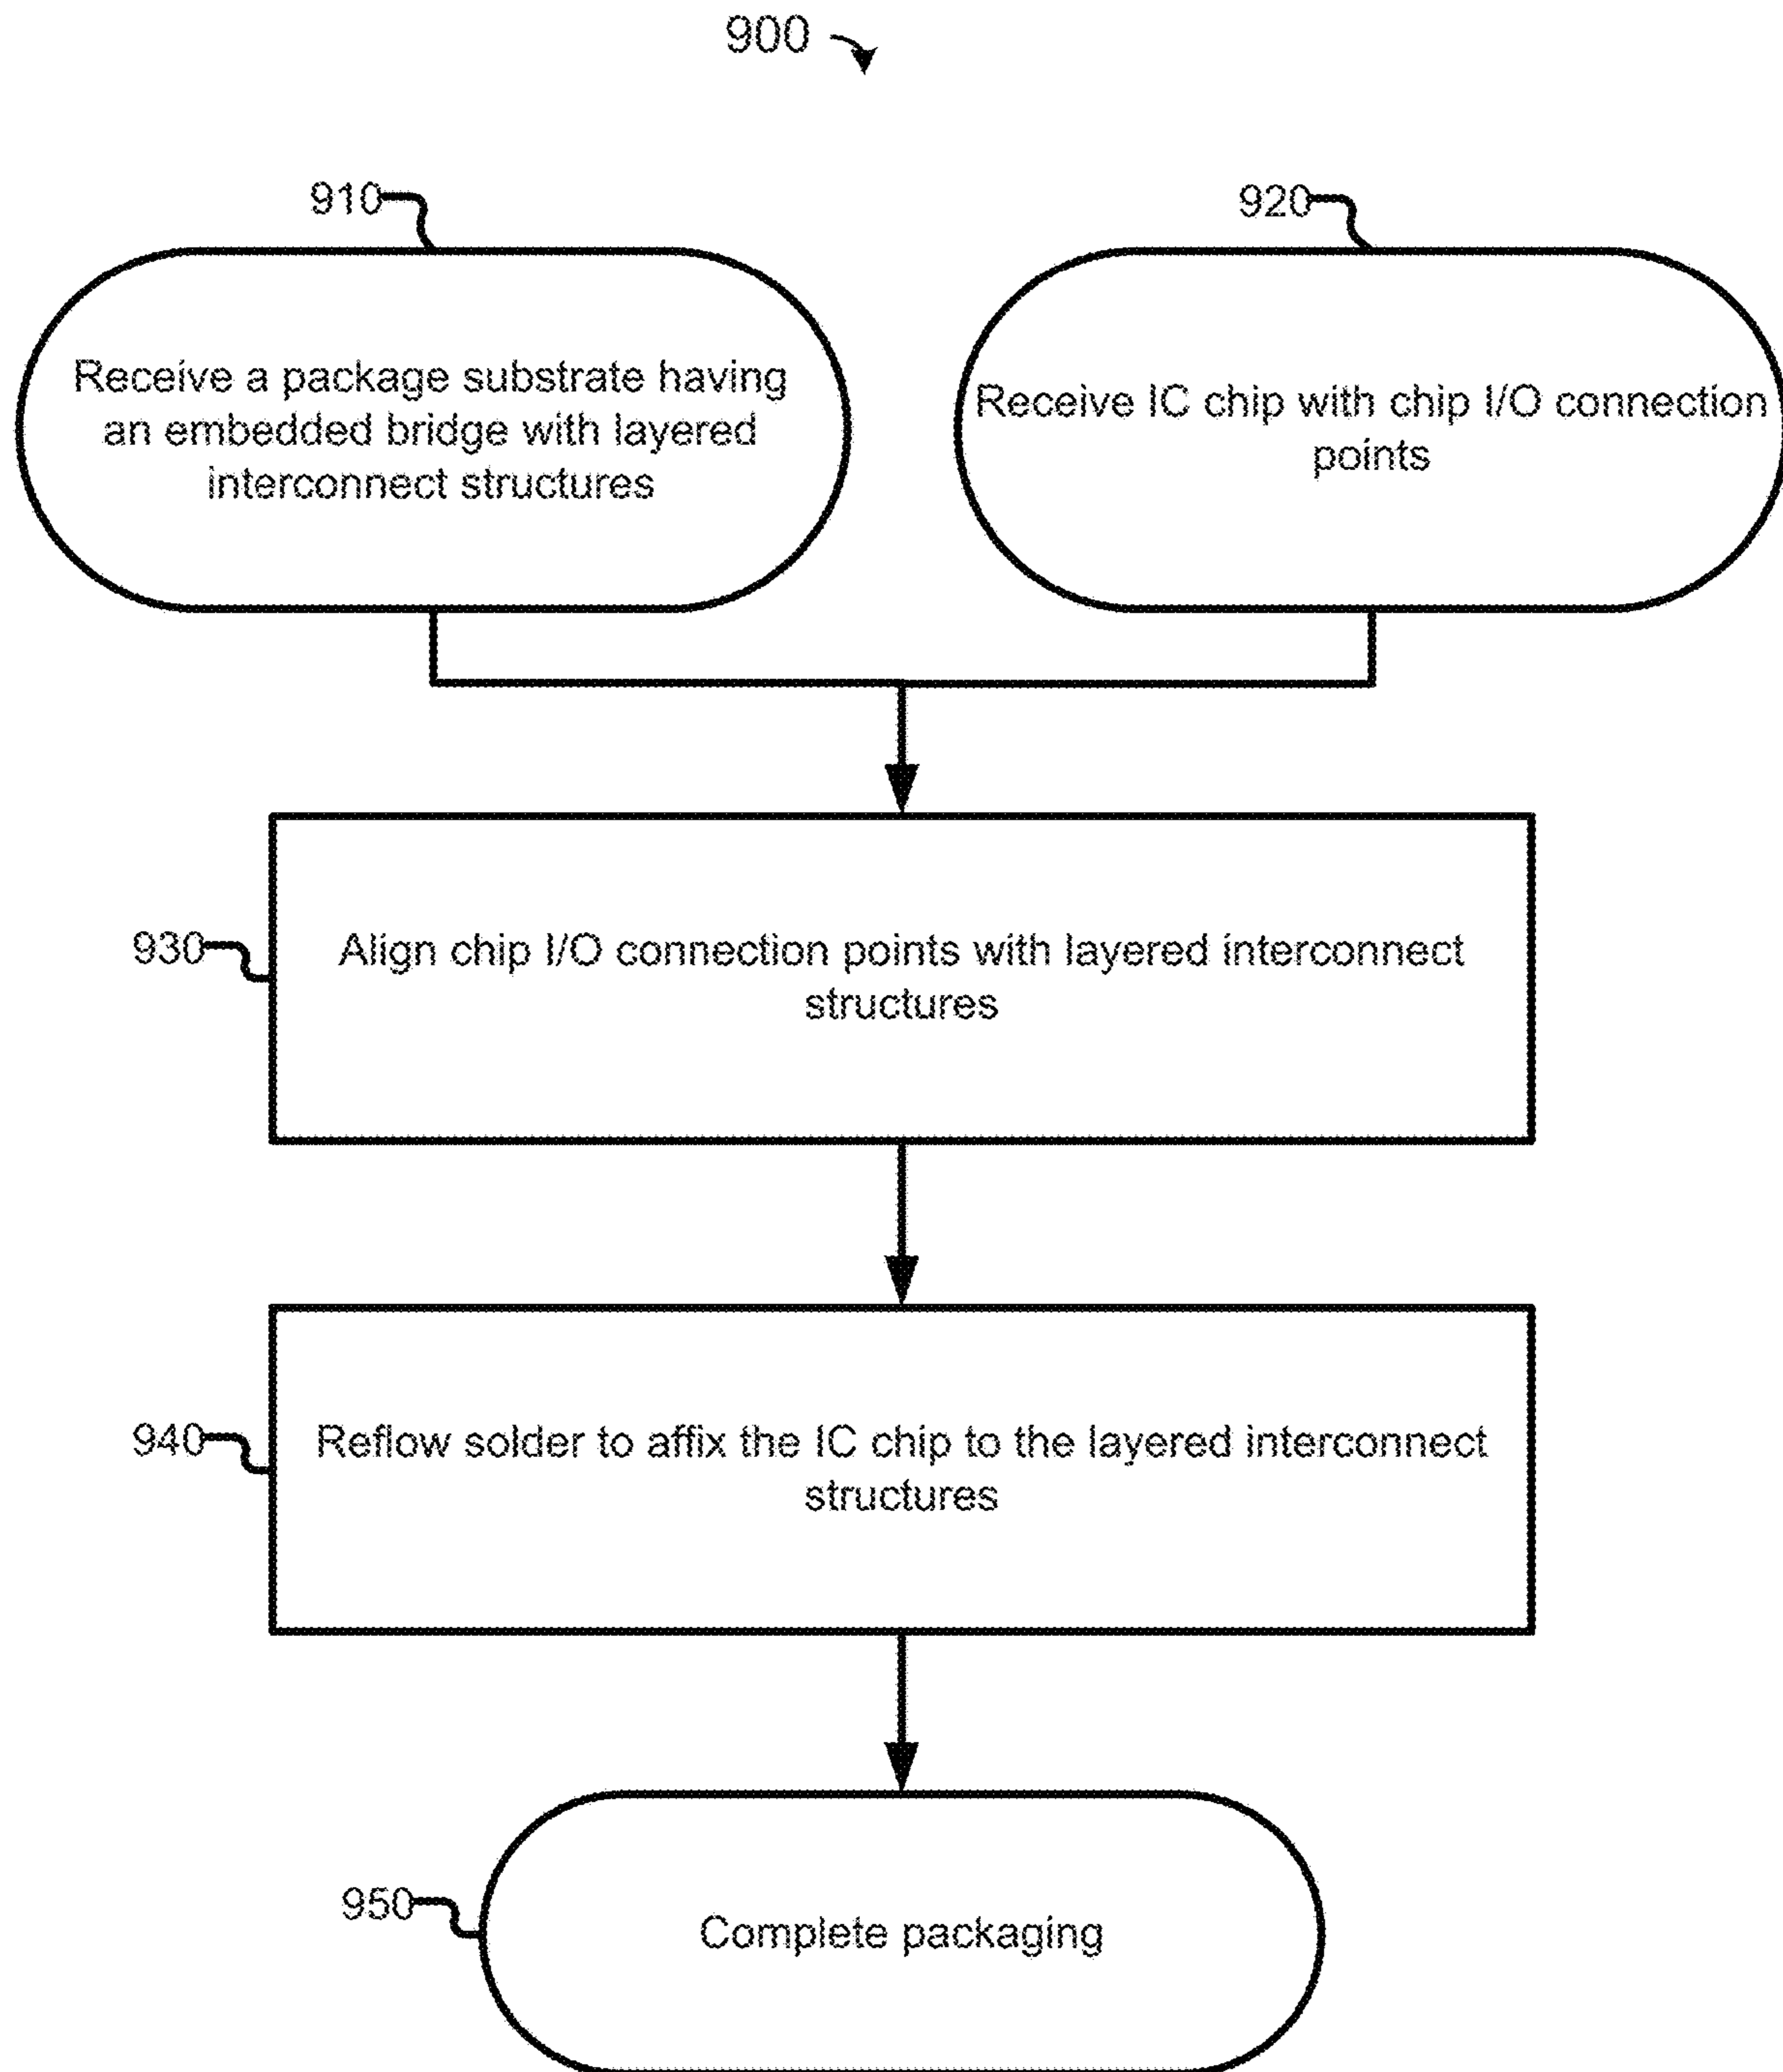 900
910
920
Receive a package substrate having
an embedded bridge with layered
interconnect structures
Receive IC chip with chip I/O connection
points
930
Align chip I/O connection points with layered interconnect
structures
940
Reflow solder to affix the IC chip to the layered interconnect
structures
950
Complete packaging